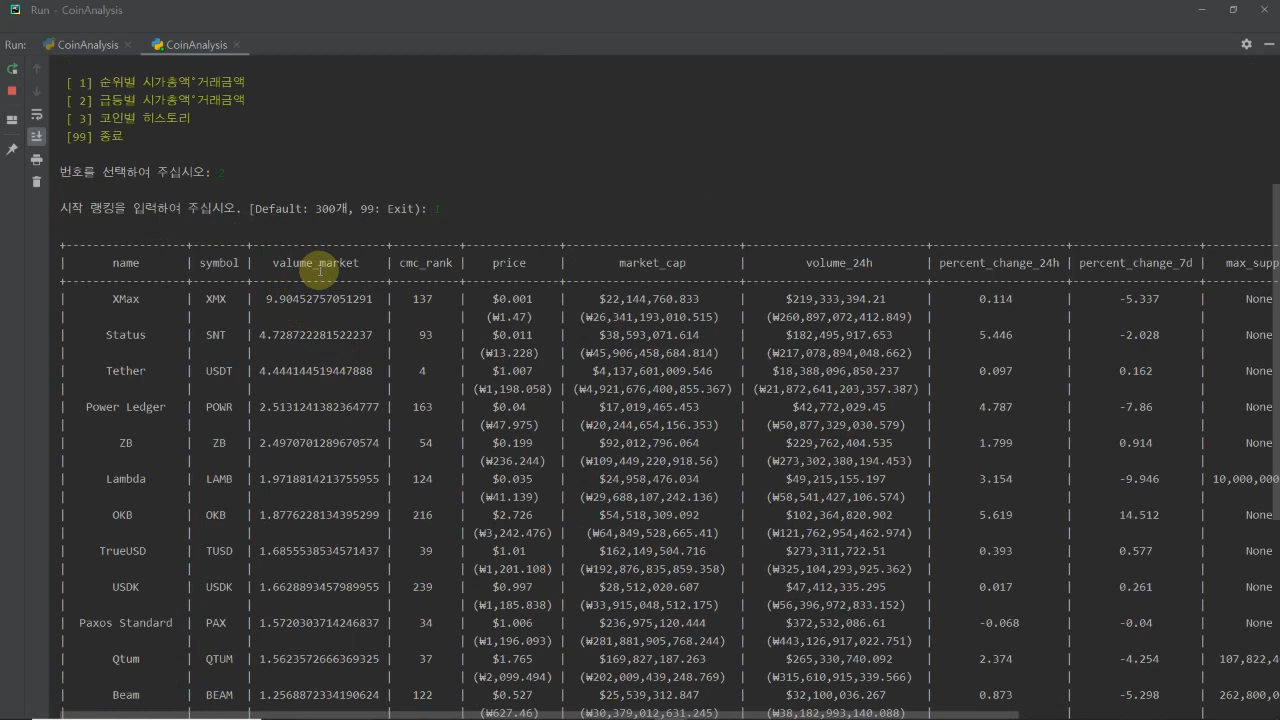 Run - CoinAnalysis
Run: CoinAnalysis CoinAnalysis
[ 1] 순위별 시가총액°거래금액
[ 2] 급등별 시가총액°거래금액
[ 3] 코인별 히스토리
[99] 종료
번호를 선택하여 주십시오: 2
시작 랭킹을 입력하여 주십시오. [Default: 300개, 99: Exit): 1
name | symbol | valume_market | cmc_rank | price | market_cap | volume_24h | percent_change_24h | percent_change_7d | max_supp
XMax | XMX | 9.90452757051291 | 137 | $0.001 | $22,144,760.833 | $219,333,394.21 | 0.114 | -5.337 | None
(₩1.47) | (₩26,341,193,010.515) | (₩260,897,072,412.849)
Status | SNT | 4.728722281522237 | 93 | $0.011 | $38,593,071.614 | $182,495,917.653 | 5.446 | -2.028 | None
(₩13.228) | (₩45,906,458,684.814) | (₩217,078,894,048.662)
Tether | USDT | 4.444144519447888 | 4 | $1.007 | $4,137,601,009.546 | $18,388,096,850.237 | 0.097 | 0.162 | None
(₩1,198.058) | (₩4,921,676,400,855.367) | (₩21,872,641,203,357.387)
Power Ledger | POWR | 2.5131241382364777 | 163 | $0.04 | $17,019,465.453 | $42,772,029.45 | 4.787 | -7.86 | None
(₩47.975) | (₩20,244,654,156.353) | (₩50,877,329,030.579)
ZB | ZB | 2.4970701289670574 | 54 | $0.199 | $92,012,796.064 | $229,762,404.535 | 1.799 | 0.914 | None
(₩236.244) | (₩109,449,220,918.56) | (₩273,302,380,194.453)
Lambda | LAMB | 1.9718814213755955 | 124 | $0.035 | $24,958,476.034 | $49,215,155.197 | 3.154 | -9.946 | 10,000,000
(₩41.139) | (₩29,688,107,242.136) | (₩58,541,427,106.574)
OKB | OKB | 1.8776228134395299 | 216 | $2.726 | $54,518,309.092 | $102,364,820.902 | 5.619 | 14.512 | None
(₩3,242.476) | (₩64,849,528,665.41) | (₩121,762,954,462.974)
TrueUSD | TUSD | 1.6855538534571437 | 39 | $1.01 | $162,149,504.716 | $273,311,722.51 | 0.393 | 0.577 | None
(₩1,201.108) | (₩192,876,835,859.358) | (₩325,104,293,925.362)
USDK | USDK | 1.6628893457989955 | 239 | $0.997 | $28,512,020.607 | $47,412,335.295 | 0.017 | 0.261 | None
(₩1,185.838) | (₩33,915,048,512.175) | (₩56,396,972,833.152)
Paxos Standard | PAX | 1.5720303714246837 | 34 | $1.006 | $236,975,120.444 | $372,532,086.61 | -0.068 | -0.04 | None
(₩1,196.093) | (₩281,881,905,768.244) | (₩443,126,917,022.751)
Qtum | QTUM | 1.5623572666369325 | 37 | $1.765 | $169,827,187.263 | $265,330,740.092 | 2.374 | -4.254 | 107,822,4
(₩2,099.494) | (₩202,009,439,248.769) | (₩315,610,915,339.566)
Beam | BEAM | 1.2568872334190624 | 122 | $0.527 | $25,539,312.847 | $32,100,036.267 | 0.873 | -5.298 | 262,800,0
(₩627.46) | (₩30,379,012,631.245) | (₩38,182,993,140.088)